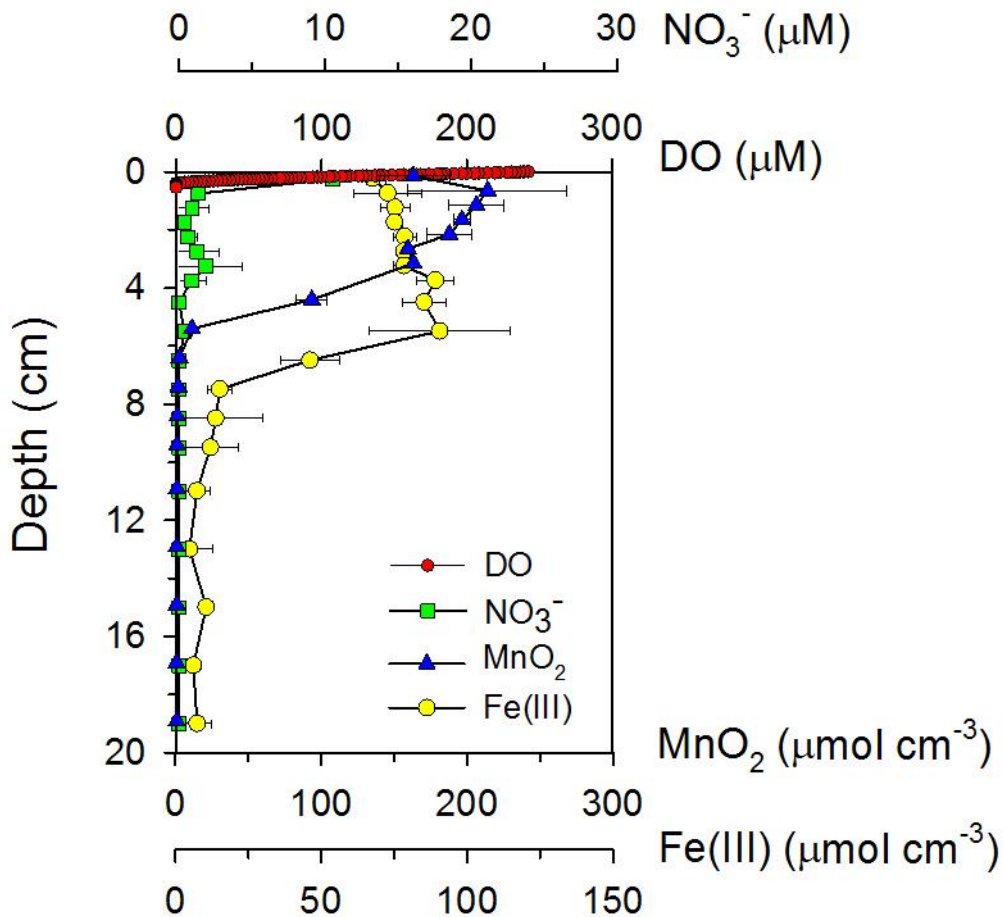 0 10 20 30 NO₃⁻ (μM)
0 100 200 300 DO (μM)
0
4
8
12
16
20
Depth (cm)
DO
NO₃⁻
MnO₂
Fe(III)
MnO₂ (μmol cm⁻³)
0 100 200 300
Fe(III) (μmol cm⁻³)
0 50 100 150